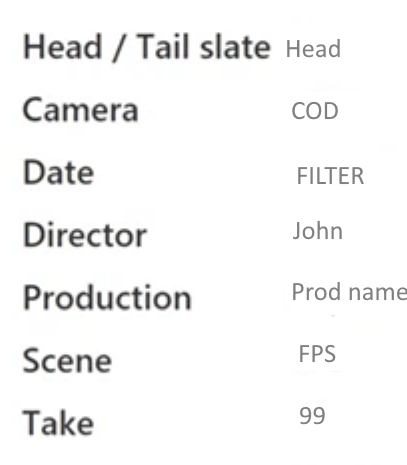 Head / Tail slate Head
Camera COD
Date FILTER
Director John
Production Prod name
Scene FPS
Take 99